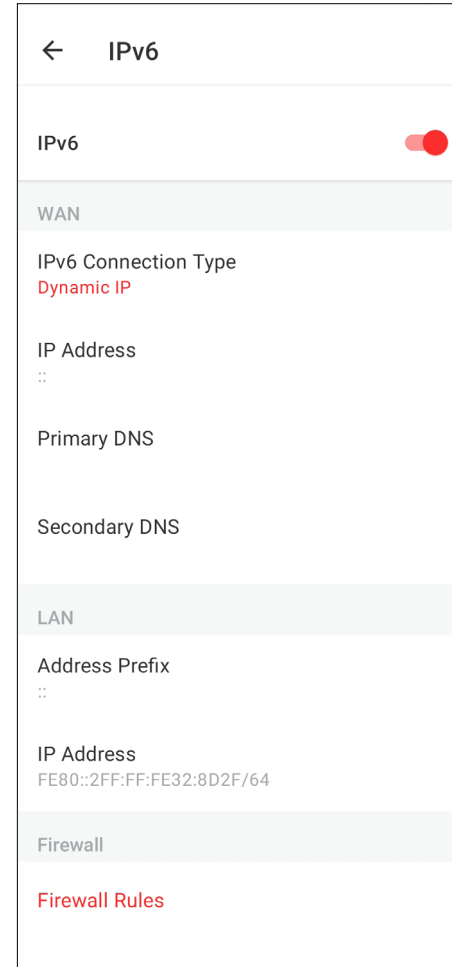 IPv6
IPv6
WAN
IPv6 Connection Type
Dynamic IP
IP Address
::
Primary DNS
Secondary DNS
LAN
Address Prefix
::
IP Address
FE80::2FF:FF:FE32:8D2F/64
Firewall
Firewall Rules